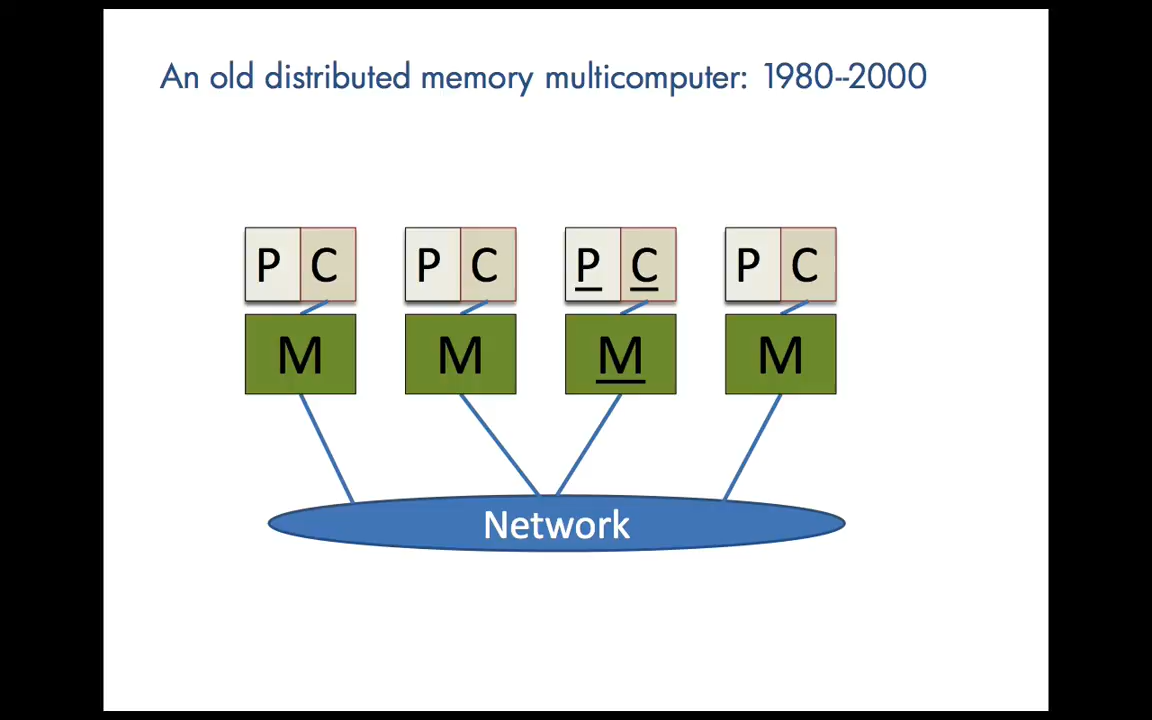 An old distributed memory multicomputer: 1980--2000
P C P C P C P C
M M M M
Network